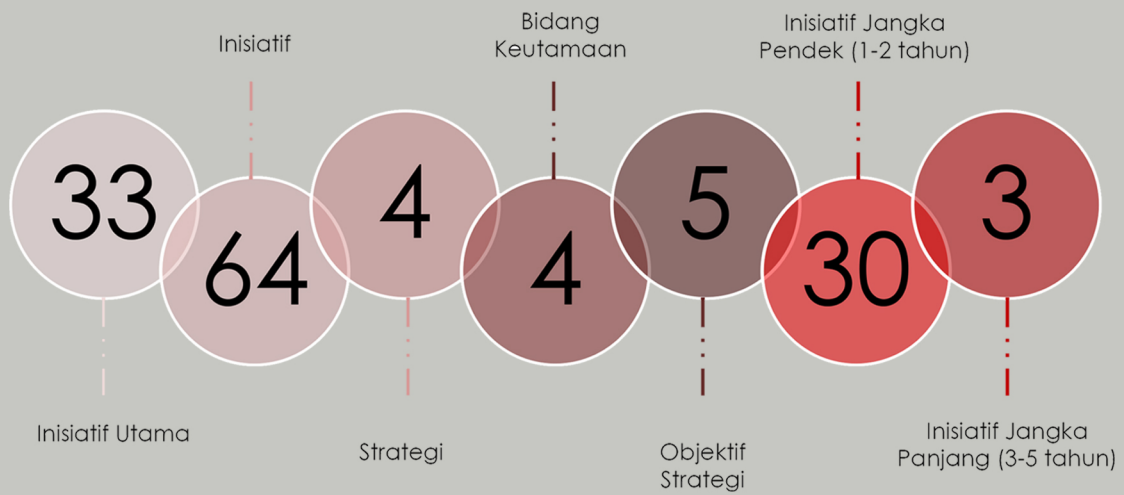 33
Inisiatif Utama
Inisiatif
64
4
Strategi
Bidang
Keutamaan
4
5
Objektif
Strategi
Inisiatif Jangka
Pendek (1-2 tahun)
30
3
Inisiatif Jangka
Panjang (3-5 tahun)